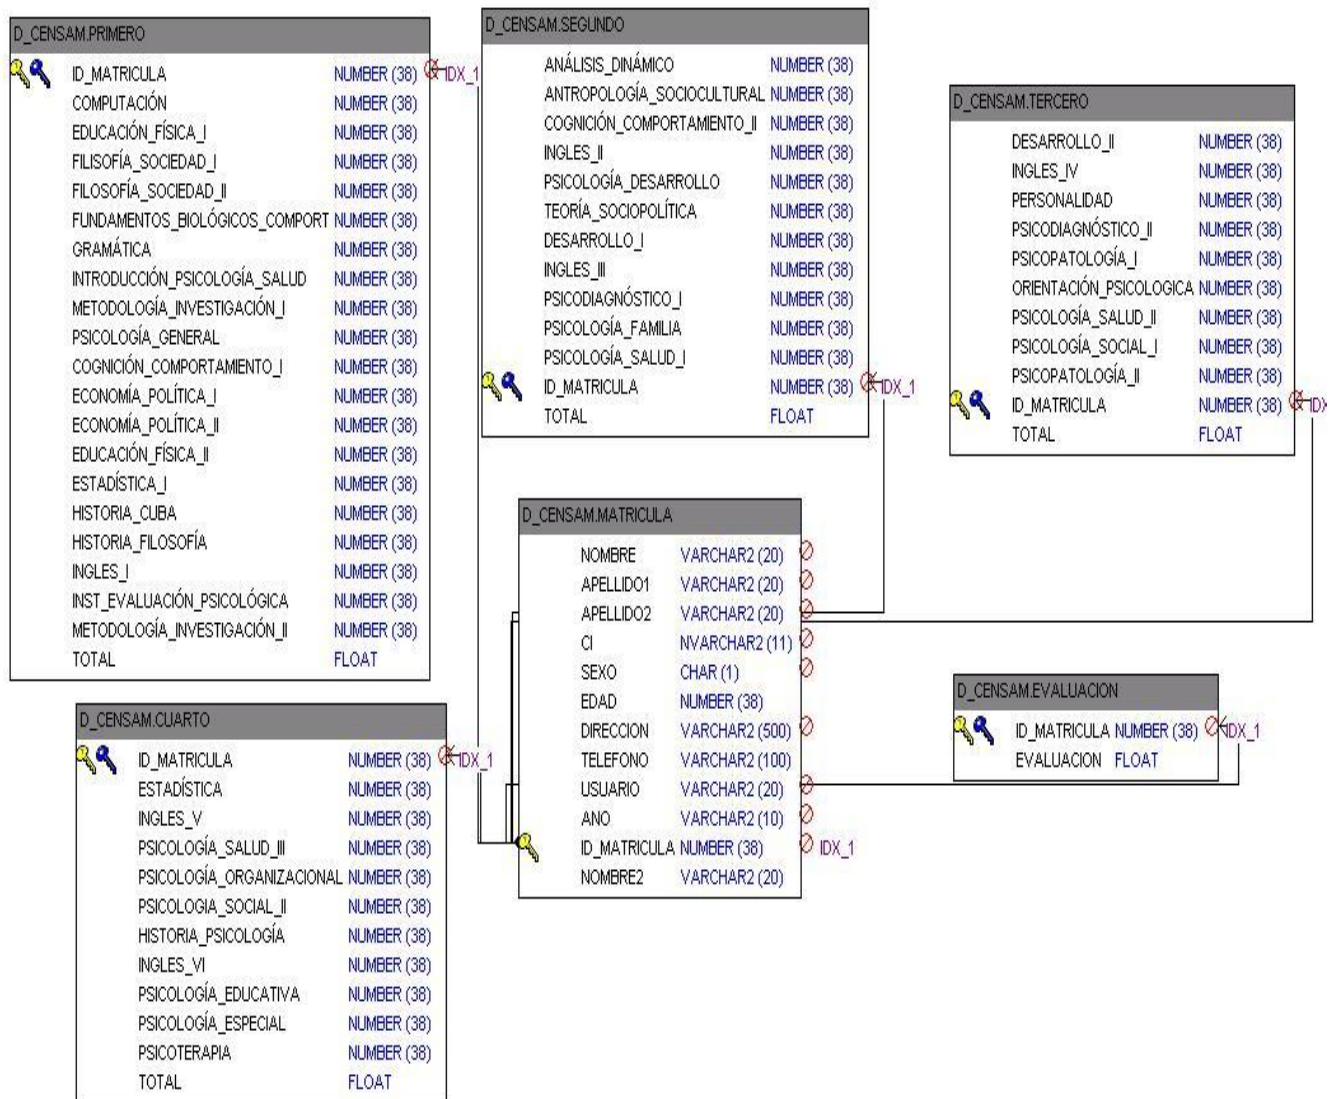 D_CENSAM.PRIMERO
ID_MATRICULA NUMBER (38) IDX_1
COMPUTACIÓN NUMBER (38)
EDUCACIÓN_FÍSICA_I NUMBER (38)
FILISOFÍA_SOCIEDAD_I NUMBER (38)
FILOSOFÍA_SOCIEDAD_II NUMBER (38)
FUNDAMENTOS_BIOLÓGICOS_COMPORT NUMBER (38)
GRAMÁTICA NUMBER (38)
INTRODUCCIÓN_PSICOLOGÍA_SALUD NUMBER (38)
METODOLOGÍA_INVESTIGACIÓN_I NUMBER (38)
PSICOLOGÍA_GENERAL NUMBER (38)
COGNICIÓN_COMPORTAMIENTO_I NUMBER (38)
ECONOMÍA_POLÍTICA_I NUMBER (38)
ECONOMÍA_POLÍTICA_II NUMBER (38)
EDUCACIÓN_FÍSICA_II NUMBER (38)
ESTADÍSTICA_I NUMBER (38)
HISTORIA_CUBA NUMBER (38)
HISTORIA_FILOSOFÍA NUMBER (38)
INGLES_I NUMBER (38)
INST_EVALUACIÓN_PSICOLÓGICA NUMBER (38)
METODOLOGÍA_INVESTIGACIÓN_II NUMBER (38)
TOTAL FLOAT
D_CENSAM.SEGUNDO
ANÁLISIS_DINÁMICO NUMBER (38)
ANTROPOLOGÍA_SOCIOCULTURAL NUMBER (38)
COGNICIÓN_COMPORTAMIENTO_II NUMBER (38)
INGLES_II NUMBER (38)
PSICOLOGÍA_DESARROLLO NUMBER (38)
TEORÍA_SOCIOPOLÍTICA NUMBER (38)
DESARROLLO_I NUMBER (38)
INGLES_III NUMBER (38)
PSICODIAGNÓSTICO_I NUMBER (38)
PSICOLOGÍA_FAMILIA NUMBER (38)
PSICOLOGÍA_SALUD_I NUMBER (38)
ID_MATRICULA NUMBER (38) IDX_1
TOTAL FLOAT
D_CENSAM.TERCERO
DESARROLLO_II NUMBER (38)
INGLES_IV NUMBER (38)
PERSONALIDAD NUMBER (38)
PSICODIAGNÓSTICO_II NUMBER (38)
PSICOPATOLOGÍA_I NUMBER (38)
ORIENTACIÓN_PSICOLOGICA NUMBER (38)
PSICOLOGÍA_SALUD_II NUMBER (38)
PSICOLOGÍA_SOCIAL_I NUMBER (38)
PSICOPATOLOGÍA_II NUMBER (38)
ID_MATRICULA NUMBER (38) IDX
TOTAL FLOAT
D_CENSAM.MATRICULA
NOMBRE VARCHAR2 (20)
APELLIDO1 VARCHAR2 (20)
APELLIDO2 VARCHAR2 (20)
CI NVARCHAR2 (11)
SEXO CHAR (1)
EDAD NUMBER (38)
DIRECCION VARCHAR2 (500)
TELEFONO VARCHAR2 (100)
USUARIO VARCHAR2 (20)
ANO VARCHAR2 (10)
ID_MATRICULA NUMBER (38) IDX_1
NOMBRE2 VARCHAR2 (20)
D_CENSAM.EVALUACION
ID_MATRICULA NUMBER (38) IDX_1
EVALUACION FLOAT
D_CENSAM.CUARTO
ID_MATRICULA NUMBER (38) IDX_1
ESTADÍSTICA NUMBER (38)
INGLES_V NUMBER (38)
PSICOLOGÍA_SALUD_III NUMBER (38)
PSICOLOGÍA_ORGANIZACIONAL NUMBER (38)
PSICOLOGIA_SOCIAL_II NUMBER (38)
HISTORIA_PSICOLOGÍA NUMBER (38)
INGLES_VI NUMBER (38)
PSICOLOGÍA_EDUCATIVA NUMBER (38)
PSICOLOGÍA_ESPECIAL NUMBER (38)
PSICOTERAPIA NUMBER (38)
TOTAL FLOAT